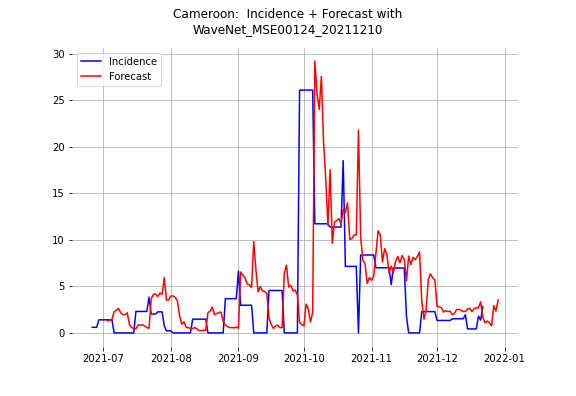 Cameroon:  Incidence + Forecast with
WaveNet_MSE00124_20211210
Incidence
Forecast
30
25
20
15
10
5
0
2021-07 2021-08 2021-09 2021-10 2021-11 2021-12 2022-01